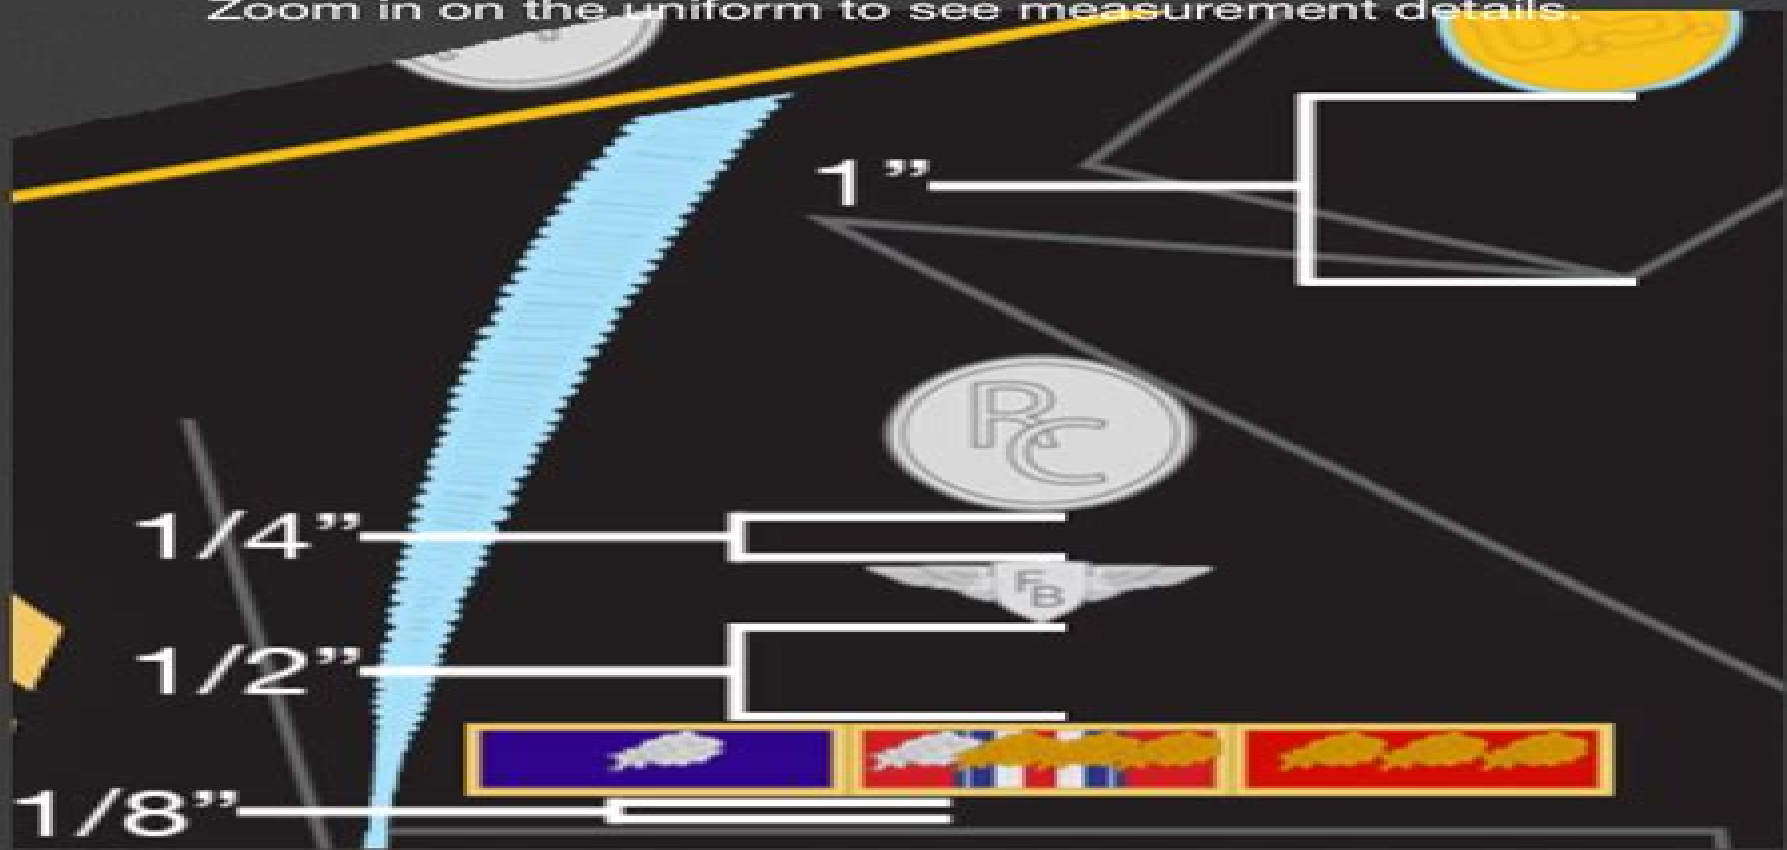 Zoom in on the uniform to see measurement details.
U.S.
1”
RC
1/4”
FB
1/2”
1/8”